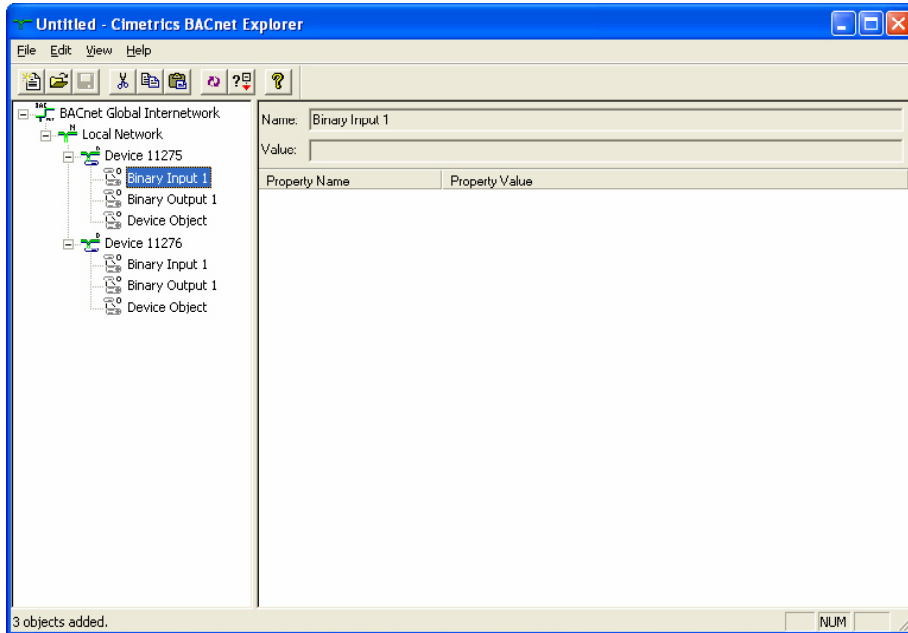 Untitled - Cimetrics BACnet Explorer
File Edit View Help
BACnet Global Internetwork
Local Network
Device 11275
Binary Input 1
Binary Output 1
Device Object
Device 11276
Binary Input 1
Binary Output 1
Device Object
Name: Binary Input 1
Value:
Property Name Property Value
3 objects added.
NUM